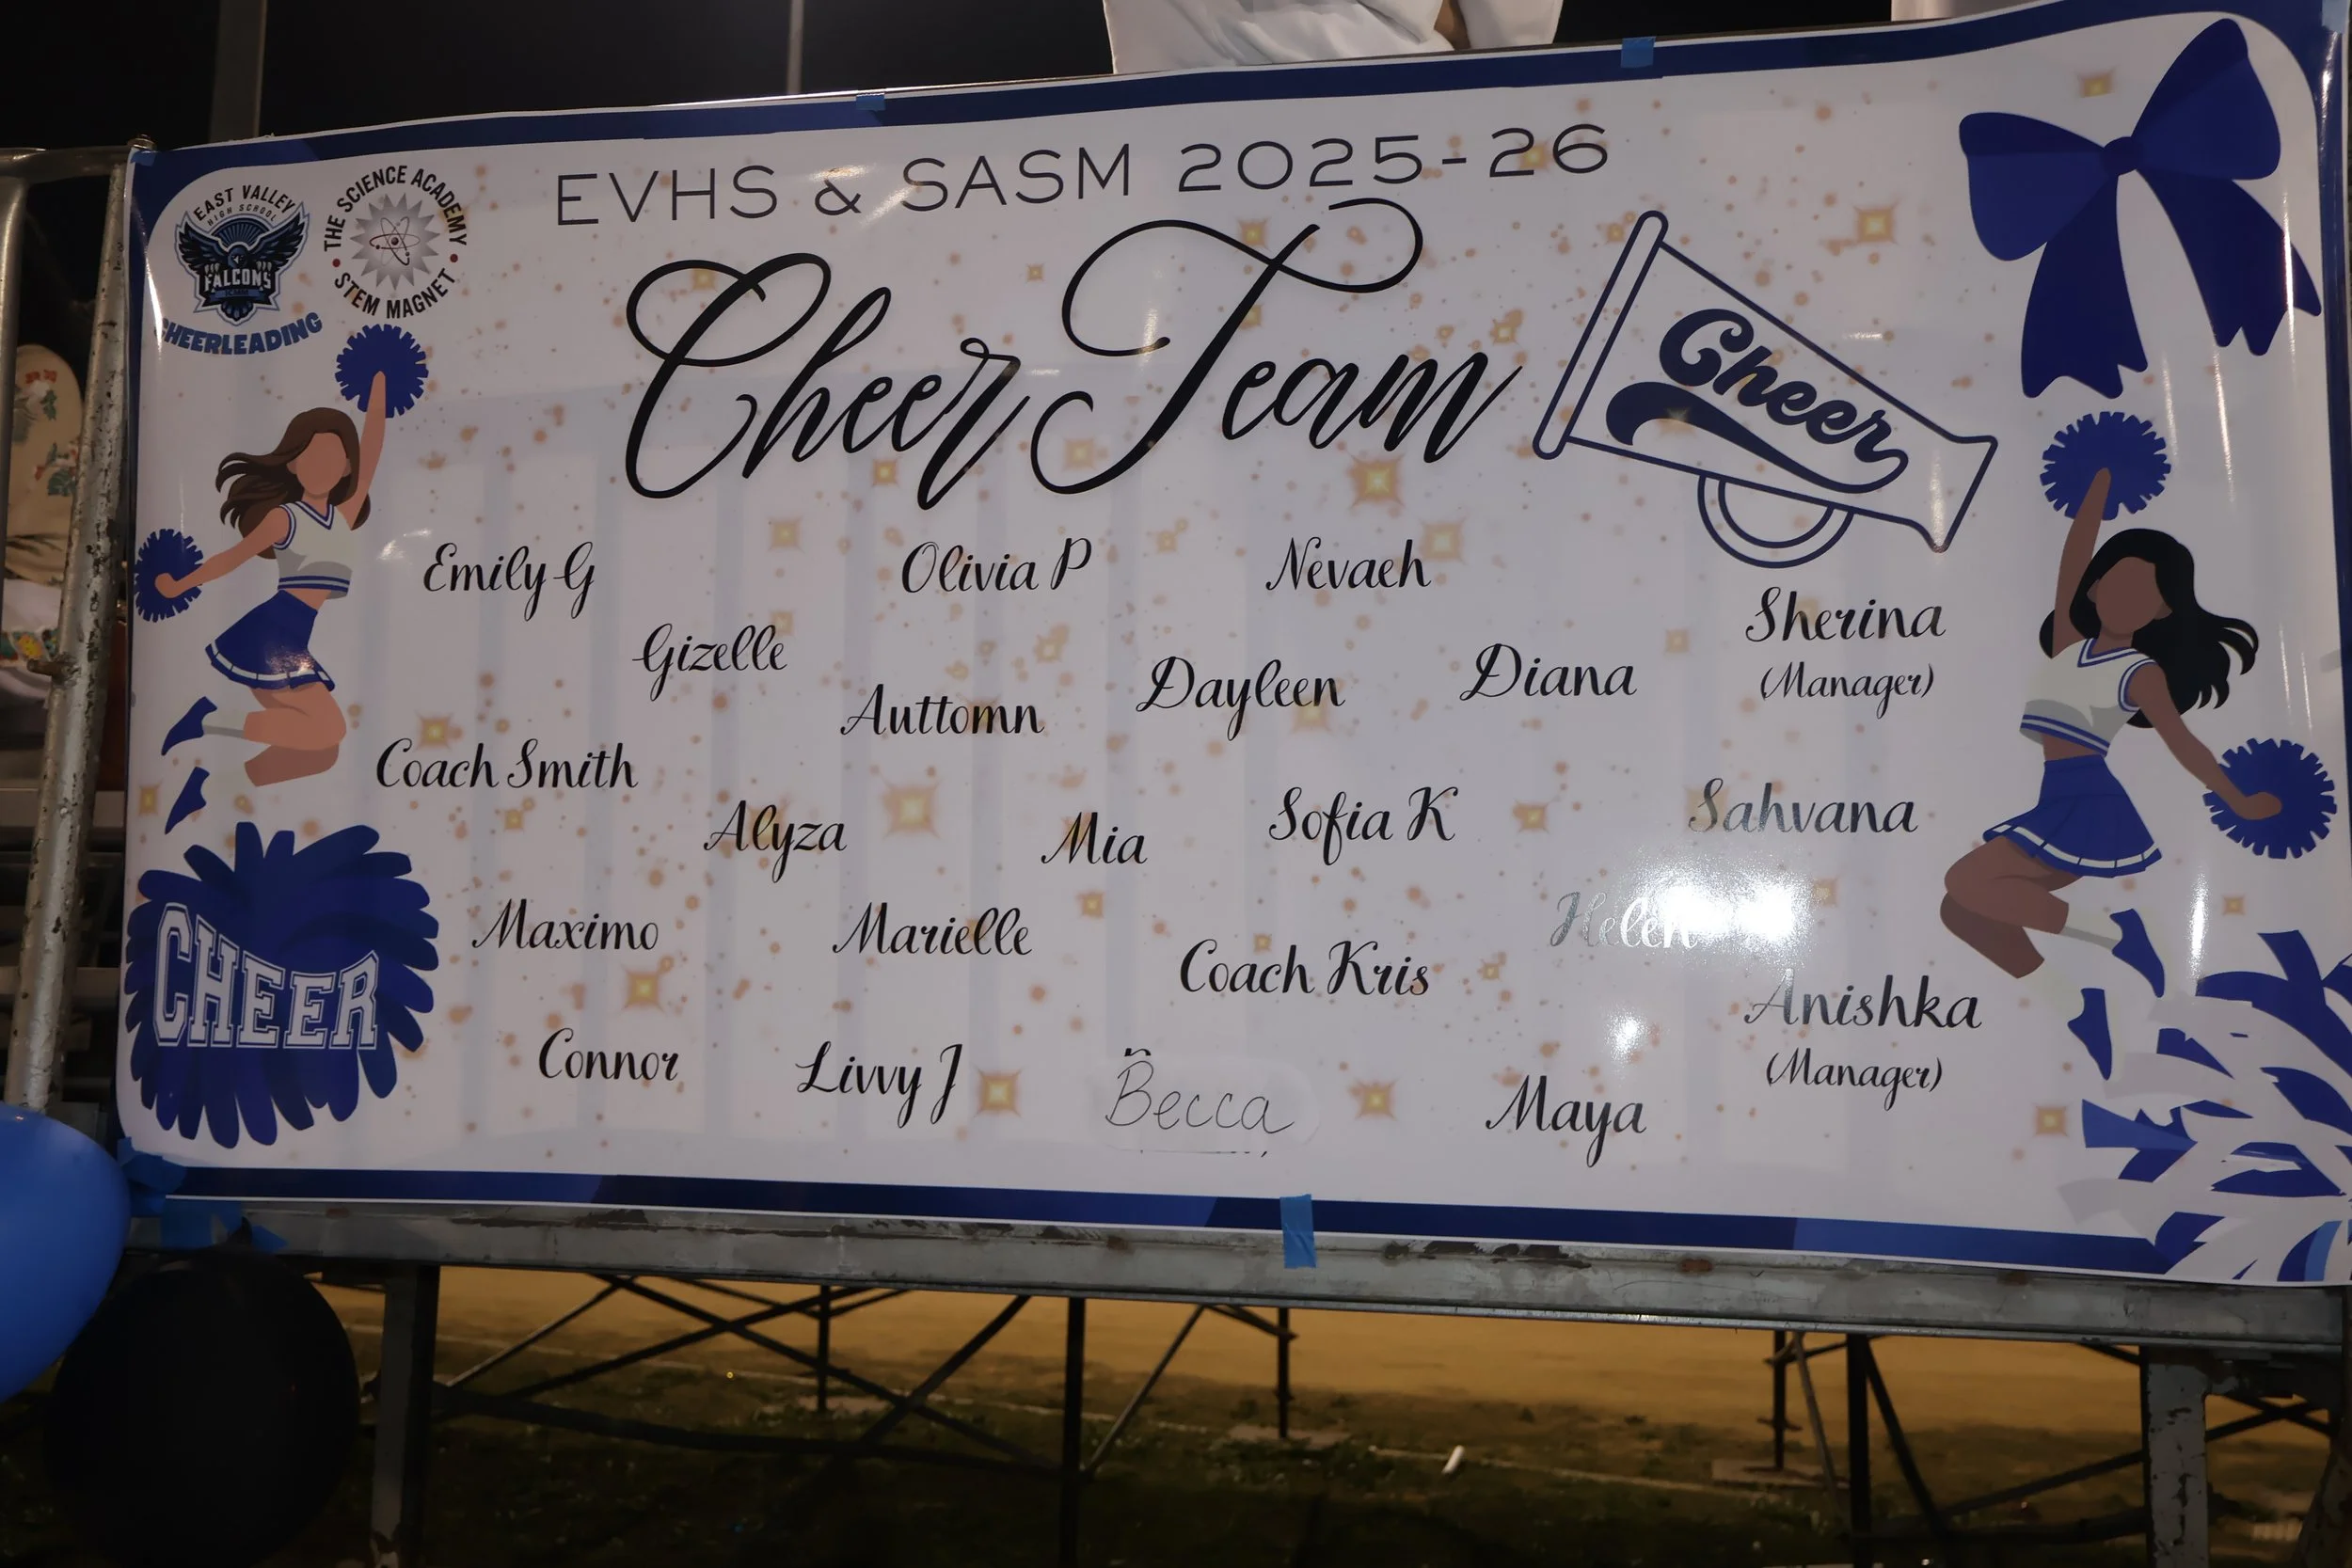 EAST VALLEY
HIGH SCHOOL
FALCONS
CHEERLEADING
THE SCIENCE ACADEMY
STEM MAGNET
EVHS & SASM 2025-26
Cheer Team
Cheer
Emily G
Olivia P
Nevaeh
Sherina
(Manager)
Gizelle
Auttomn
Dayleen
Diana
Coach Smith
Alyza
Mia
Sofia K
Sahvana
Maximo
Marielle
Coach Kris
Helen
Anishka
(Manager)
Connor
Livvy J
Becca
Maya
CHEER